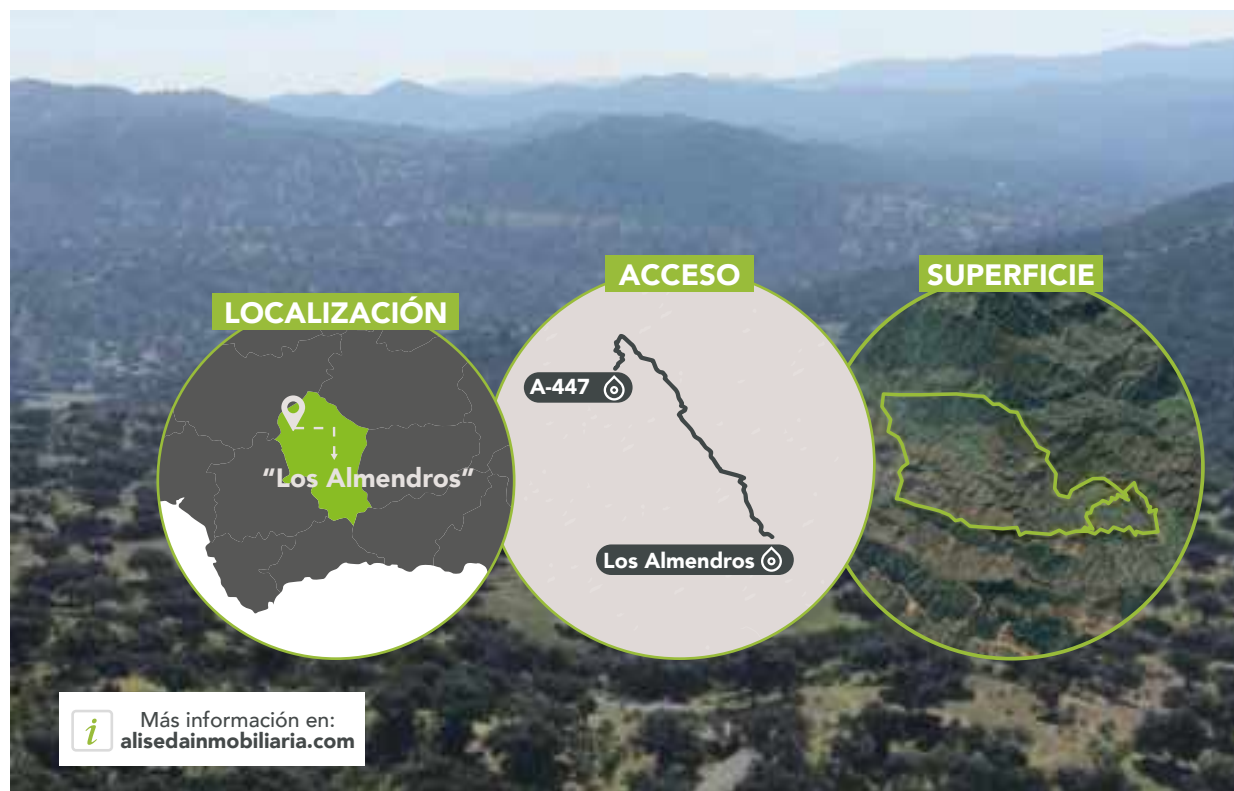 LOCALIZACIÓN
"Los Almendros"
ACCESO
A-447
Los Almendros
SUPERFICIE
i
Más información en:
alisedainmobiliaria.com